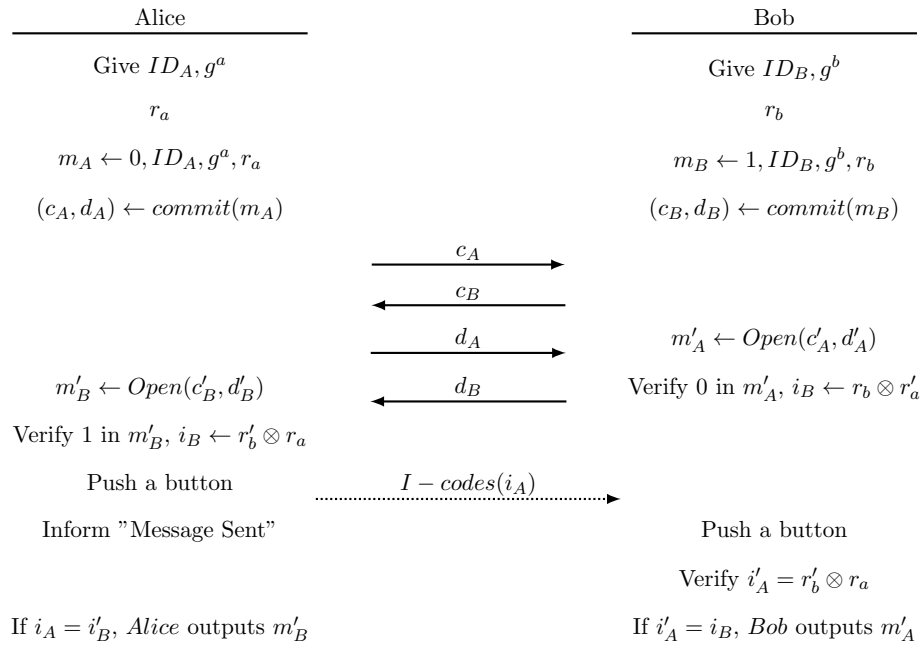 Alice Bob
Give ID_A, g^a Give ID_B, g^b
r_a r_b
m_A ← 0, ID_A, g^a, r_a m_B ← 1, ID_B, g^b, r_b
(c_A, d_A) ← commit(m_A) (c_B, d_B) ← commit(m_B)
c_A
c_B
d_A m′_A ← Open(c′_A, d′_A)
m′_B ← Open(c′_B, d′_B) d_B Verify 0 in m′_A, i_B ← r_b ⊗ r′_a
Verify 1 in m′_B, i_B ← r′_b ⊗ r_a
Push a button I − codes(i_A)
Inform ”Message Sent” Push a button
Verify i′_A = r′_b ⊗ r_a
If i_A = i′_B, Alice outputs m′_B If i′_A = i_B, Bob outputs m′_A